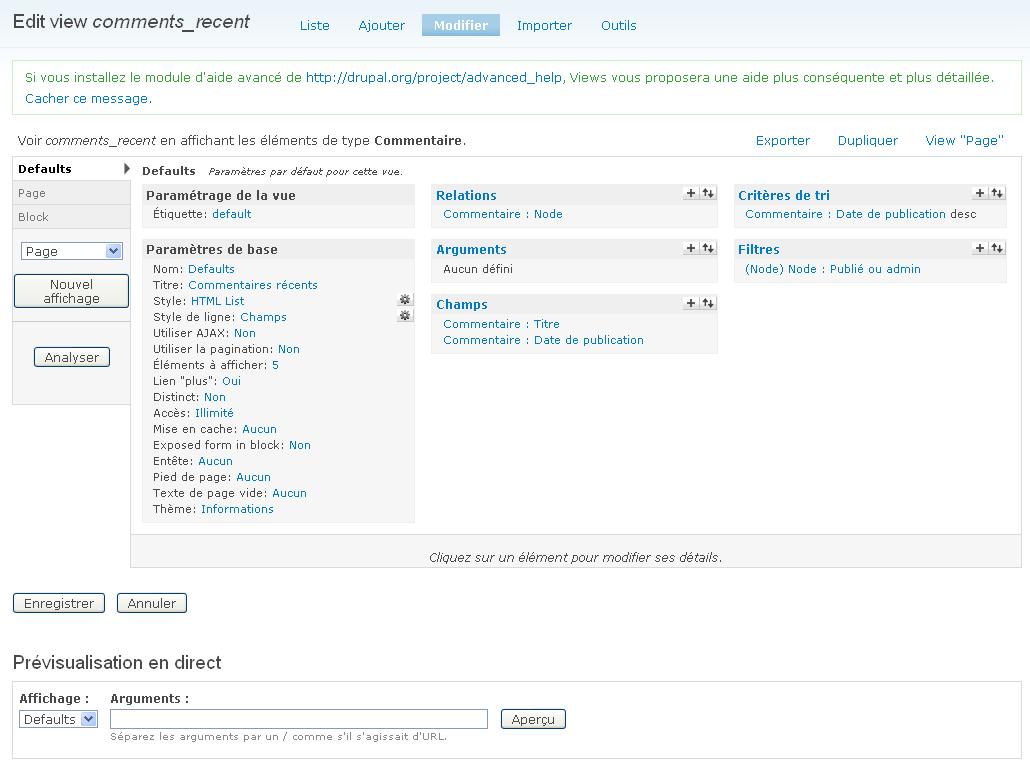 Edit view comments_recent
Liste Ajouter Modifier Importer Outils
Si vous installez le module d'aide avancé de http://drupal.org/project/advanced_help, Views vous proposera une aide plus conséquente et plus détaillée.
Cacher ce message.
Voir comments_recent en affichant les éléments de type Commentaire.
Exporter Dupliquer View "Page"
Defaults
Page
Block
Page
Nouvel
affichage
Analyser
Defaults Paramètres par défaut pour cette vue.
Paramétrage de la vue
Étiquette: default
Paramètres de base
Nom: Defaults
Titre: Commentaires récents
Style: HTML List
Style de ligne: Champs
Utiliser AJAX: Non
Utiliser la pagination: Non
Éléments à afficher: 5
Lien "plus": Oui
Distinct: Non
Accès: Illimité
Mise en cache: Aucun
Exposed form in block: Non
Entête: Aucun
Pied de page: Aucun
Texte de page vide: Aucun
Thème: Informations
Relations
Commentaire : Node
Arguments
Aucun défini
Champs
Commentaire : Titre
Commentaire : Date de publication
Critères de tri
Commentaire : Date de publication desc
Filtres
(Node) Node : Publié ou admin
Cliquez sur un élément pour modifier ses détails.
Enregistrer Annuler
Prévisualisation en direct
Affichage : Arguments :
Defaults Aperçu
Séparez les arguments par un / comme s'il s'agissait d'URL.